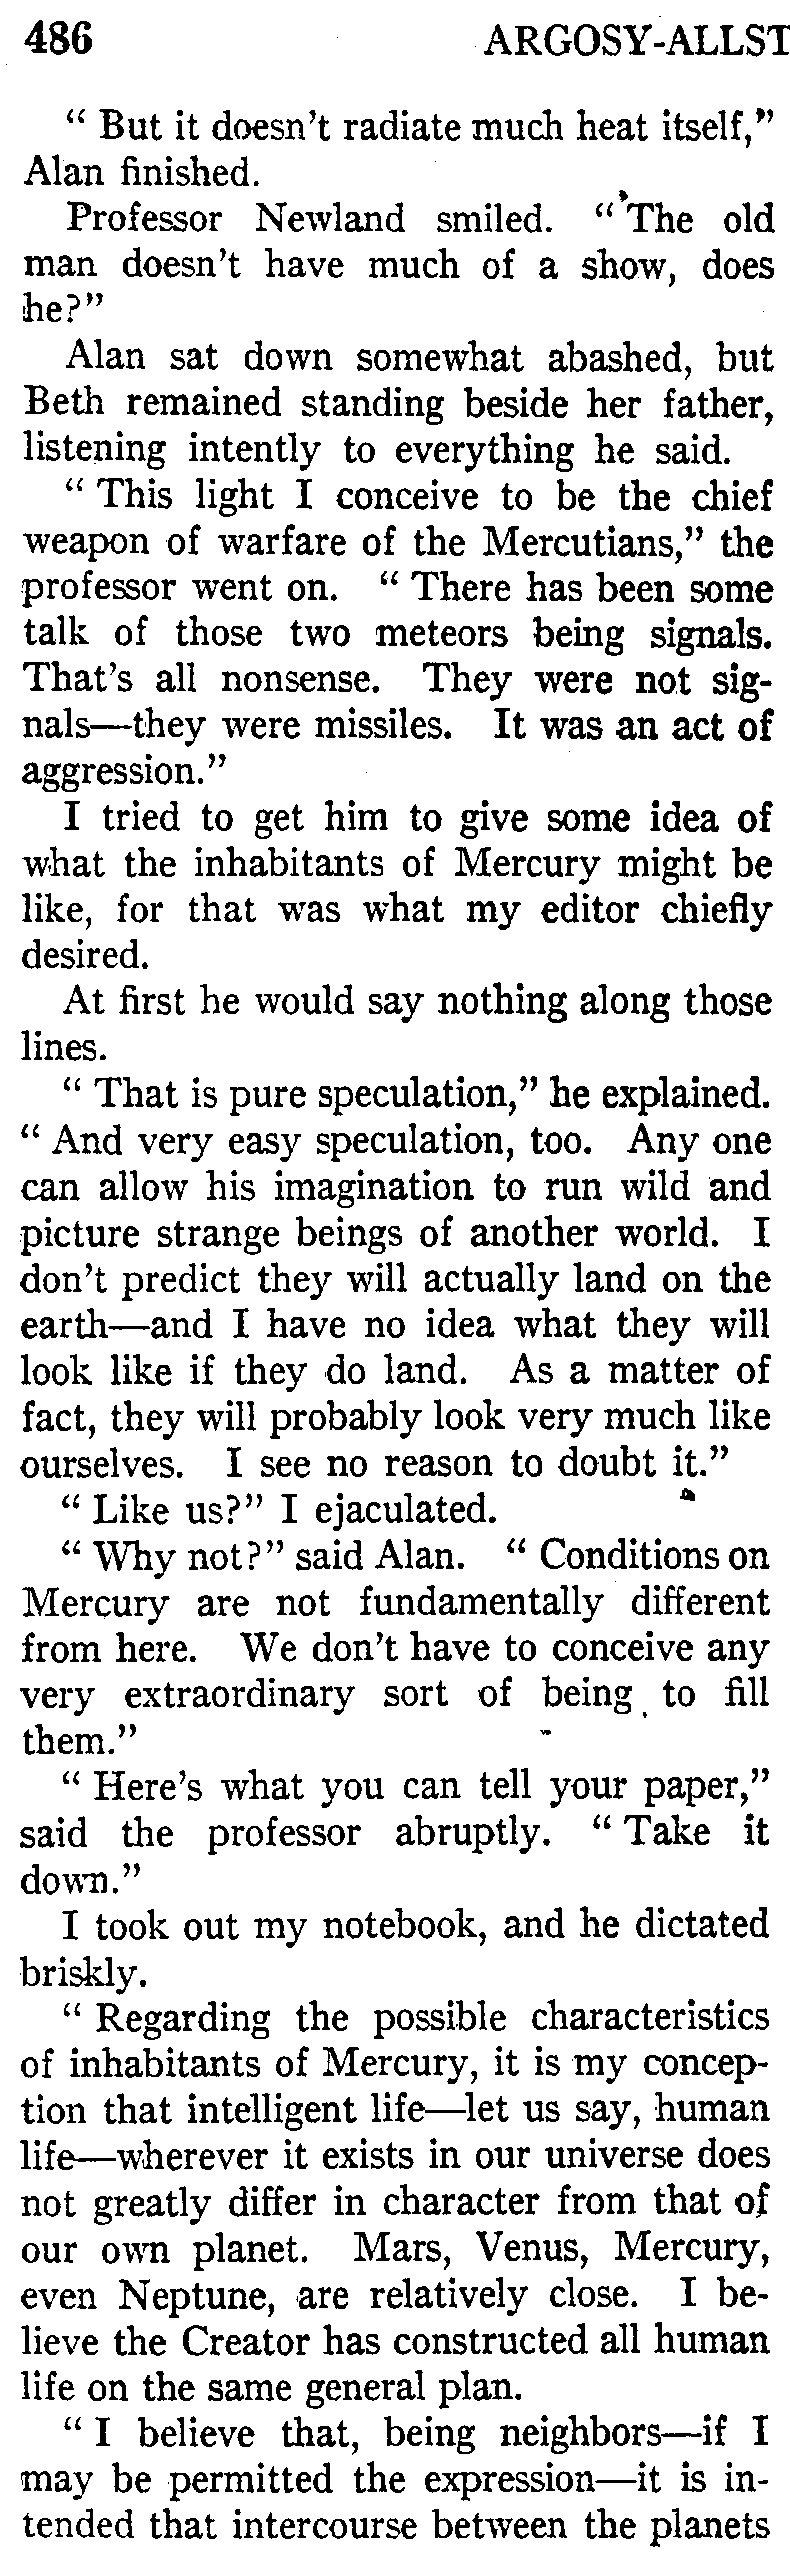 486 ARGOSY-ALLST
“ But it doesn't radiate much heat itself,”
Alan finished.
Professor Newland smiled. “ The old
man doesn't have much of a show, does
he?”
Alan sat down somewhat abashed, but
Beth remained standing beside her father,
listening intently to everything he said.
“ This light I conceive to be the chief
weapon of warfare of the Mercutians,” the
professor went on. “ There has been some
talk of those two meteors being signals.
That's all nonsense. They were not sig-
nals—they were missiles. It was an act of
aggression.”
I tried to get him to give some idea of
what the inhabitants of Mercury might be
like, for that was what my editor chiefly
desired.
At first he would say nothing along those
lines.
“ That is pure speculation,” he explained.
“ And very easy speculation, too. Any one
can allow his imagination to run wild and
picture strange beings of another world. I
don't predict they will actually land on the
earth—and I have no idea what they will
look like if they do land. As a matter of
fact, they will probably look very much like
ourselves. I see no reason to doubt it.”
“ Like us?” I ejaculated.
“ Why not?” said Alan. “ Conditions on
Mercury are not fundamentally different
from here. We don't have to conceive any
very extraordinary sort of being to fill
them.”
“ Here's what you can tell your paper,”
said the professor abruptly. “ Take it
down.”
I took out my notebook, and he dictated
briskly.
“ Regarding the possible characteristics
of inhabitants of Mercury, it is my concep-
tion that intelligent life—let us say, human
life—wherever it exists in our universe does
not greatly differ in character from that of
our own planet. Mars, Venus, Mercury,
even Neptune, are relatively close. I be-
lieve the Creator has constructed all human
life on the same general plan.
“ I believe that, being neighbors—if I
may be permitted the expression—it is in-
tended that intercourse between the planets